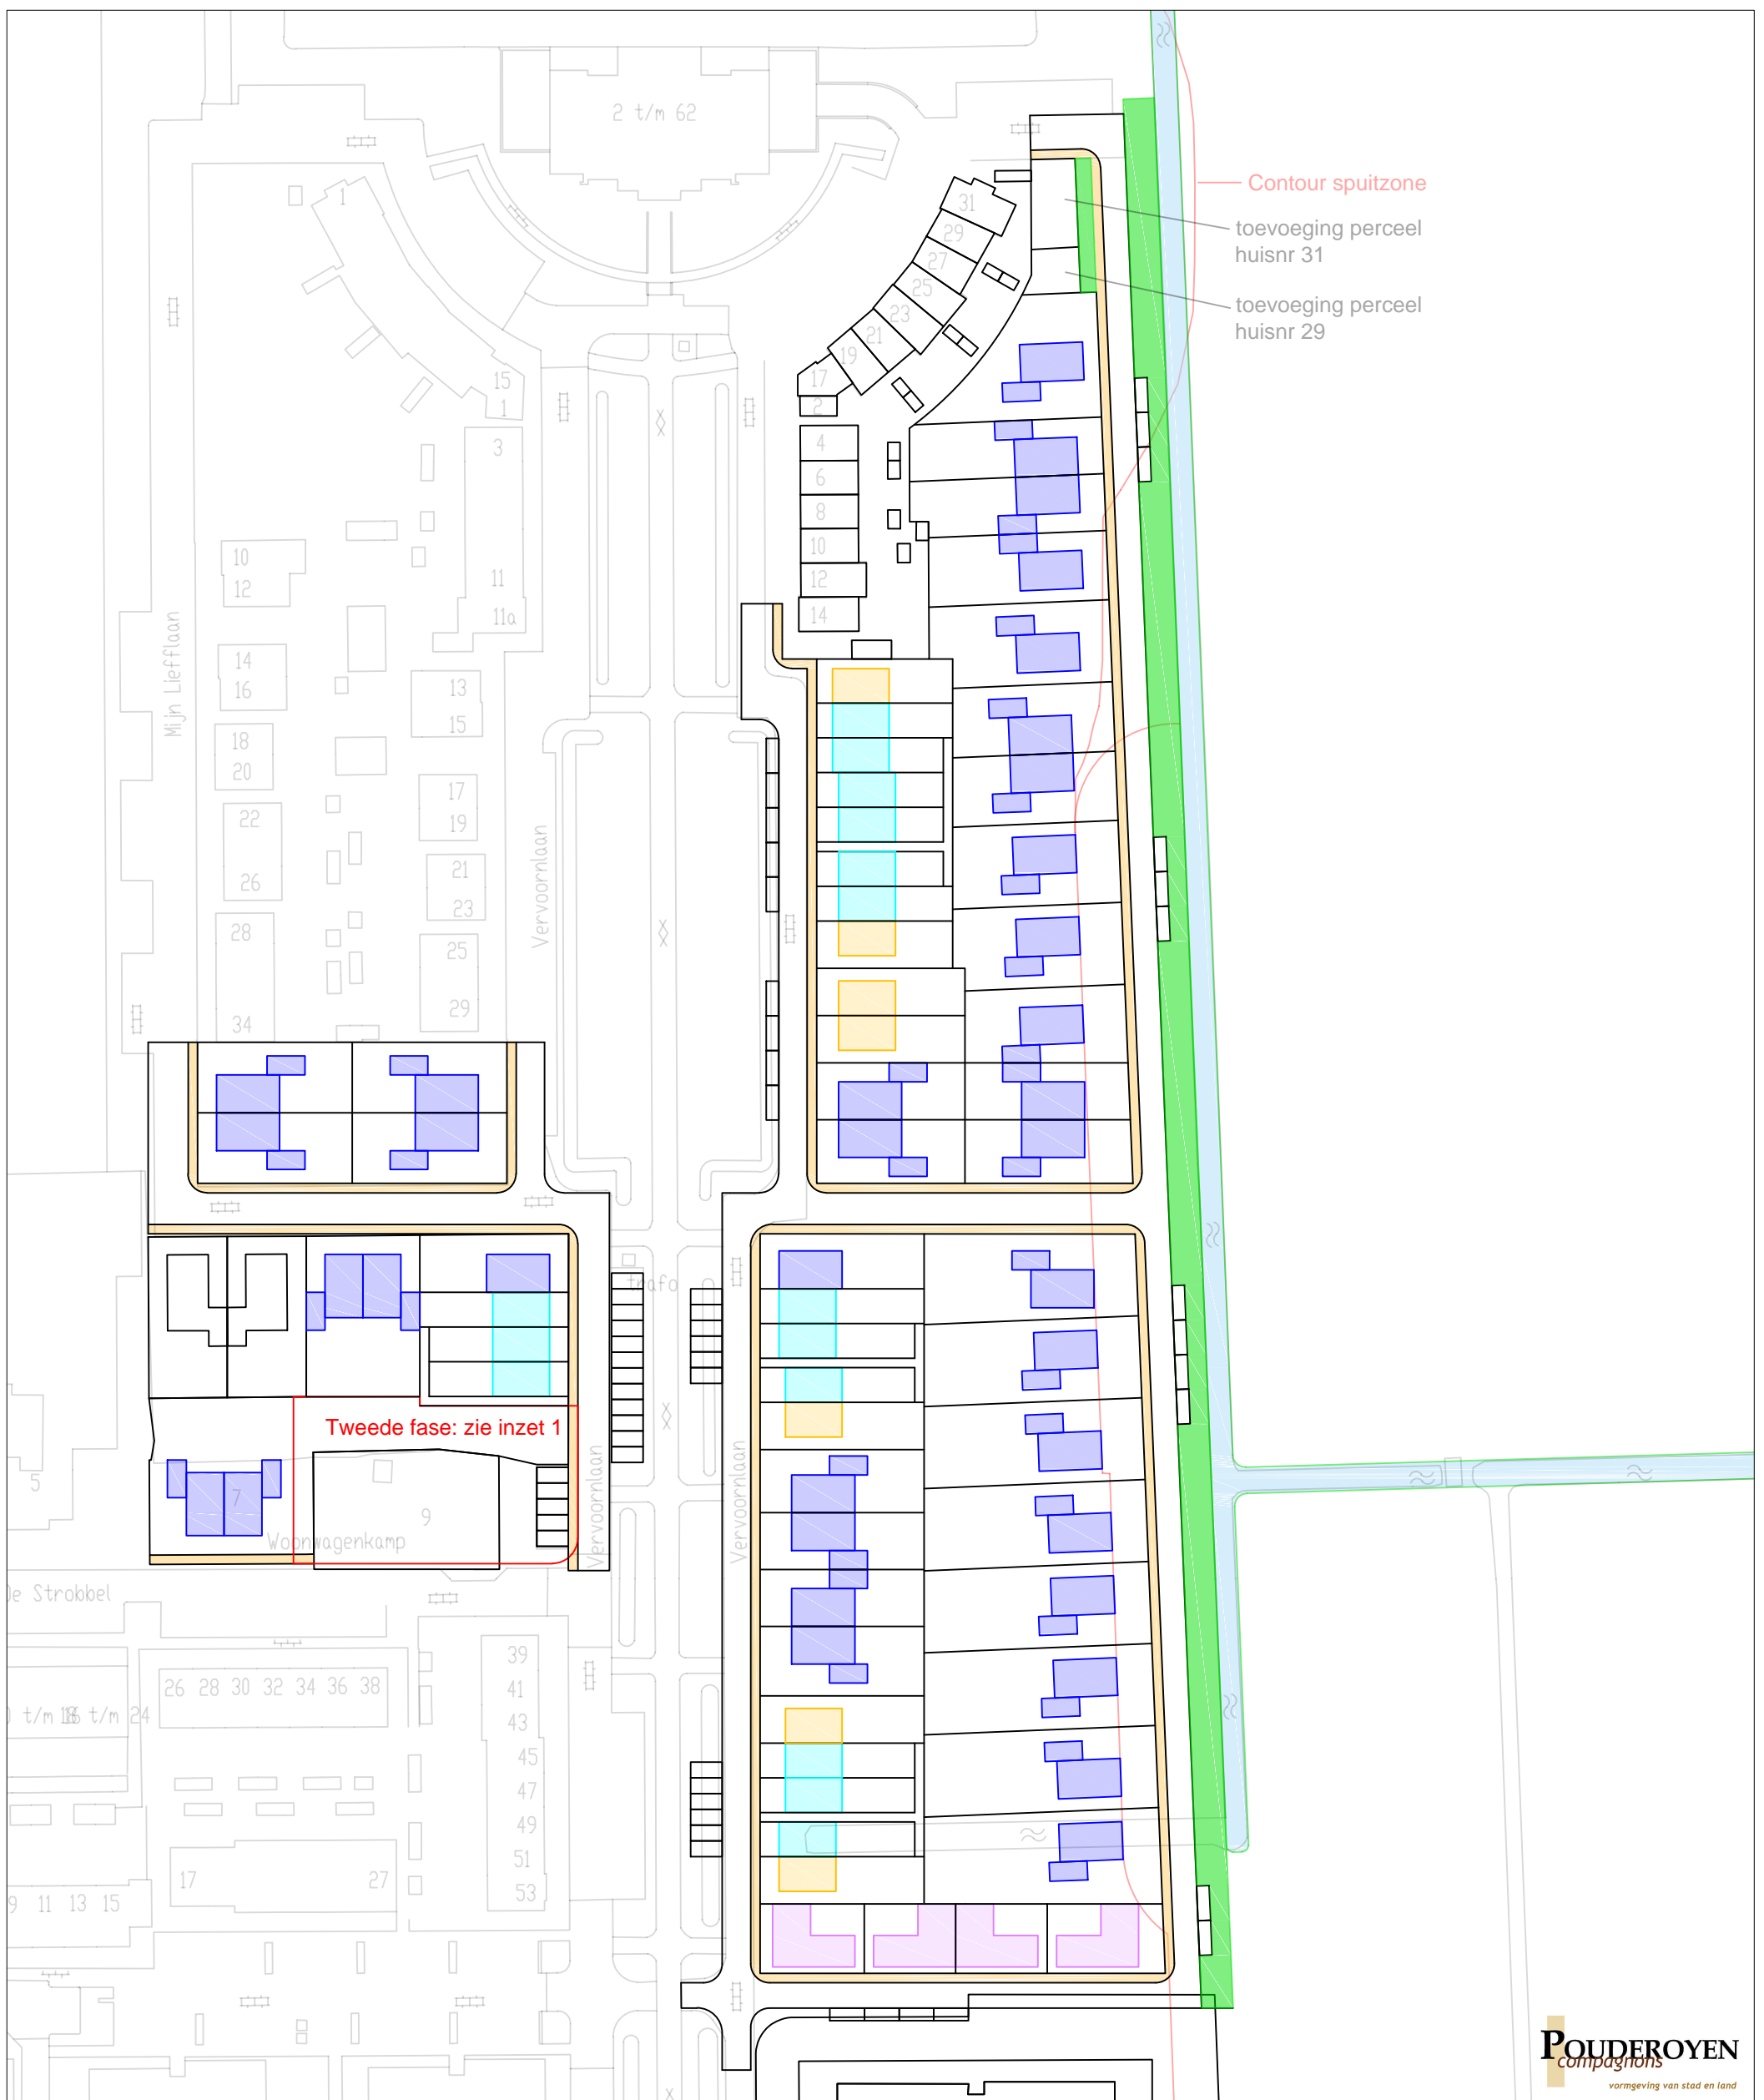 2 t/m 62
Contour spuitzone
toevoeging perceel
huisnr 31
toevoeging perceel
huisnr 29
1
31
29
27
25
23
21
19
17
2
15
1
3
4
6
8
10
12
14
11
11a
10
12
14
16
18
20
22
26
28
34
13
15
17
19
21
23
25
29
Mijn Liefflaan
Vervoornlaan
trafo
Tweede fase: zie inzet 1
5
7
9
Woonwagenkamp
Vervoornlaan
Vervoornlaan
De Strobbel
26 28 30 32 34 36 38
t/m 24
39
41
43
45
47
49
51
53
17
27
9 11 13 15
POUDEROYEN
compagnons
vormgeving van stad en land